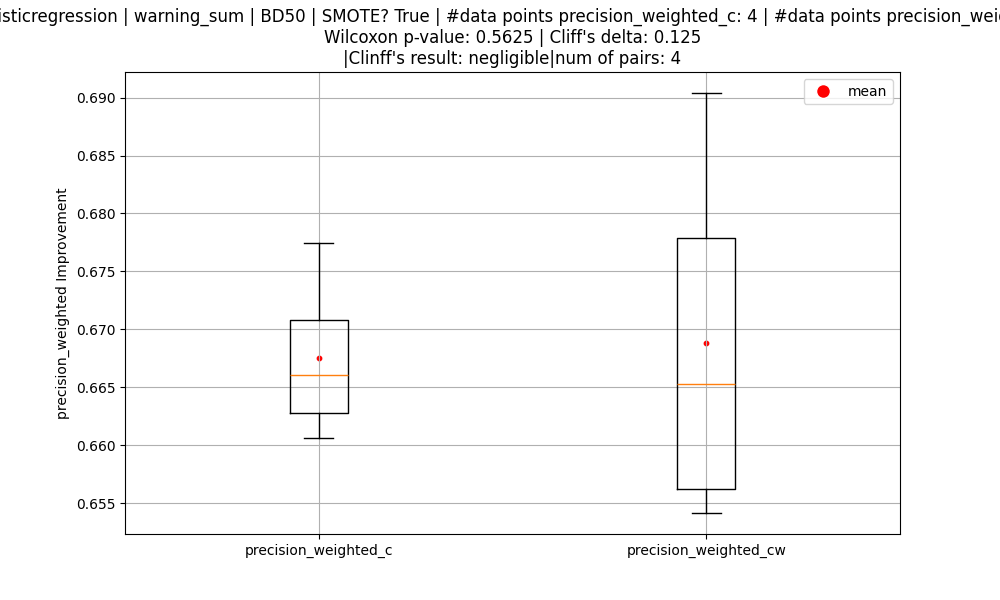 | warning_sum | BD50 | SMOTE? True | #data points precision_weighted_c: 4 | #data points
Wilcoxon p-value: 0.5625 | Cliff's delta: 0.125
|Clinff's result: negligible|num of pairs: 4
mean
0.690
0.685
0.680
0.675
0.670
0.665
0.660
0.655
precision_weighted Improvement
precision_weighted_c
precision_weighted_cw